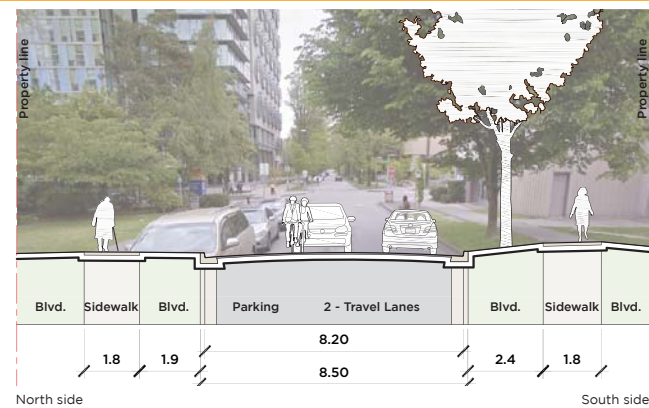 Property line
Property line
Blvd.
Sidewalk
Blvd.
Parking
2 - Travel Lanes
Blvd.
Sidewalk
Blvd.
8.20
1.8
1.9
2.4
1.8
8.50
North side
South side